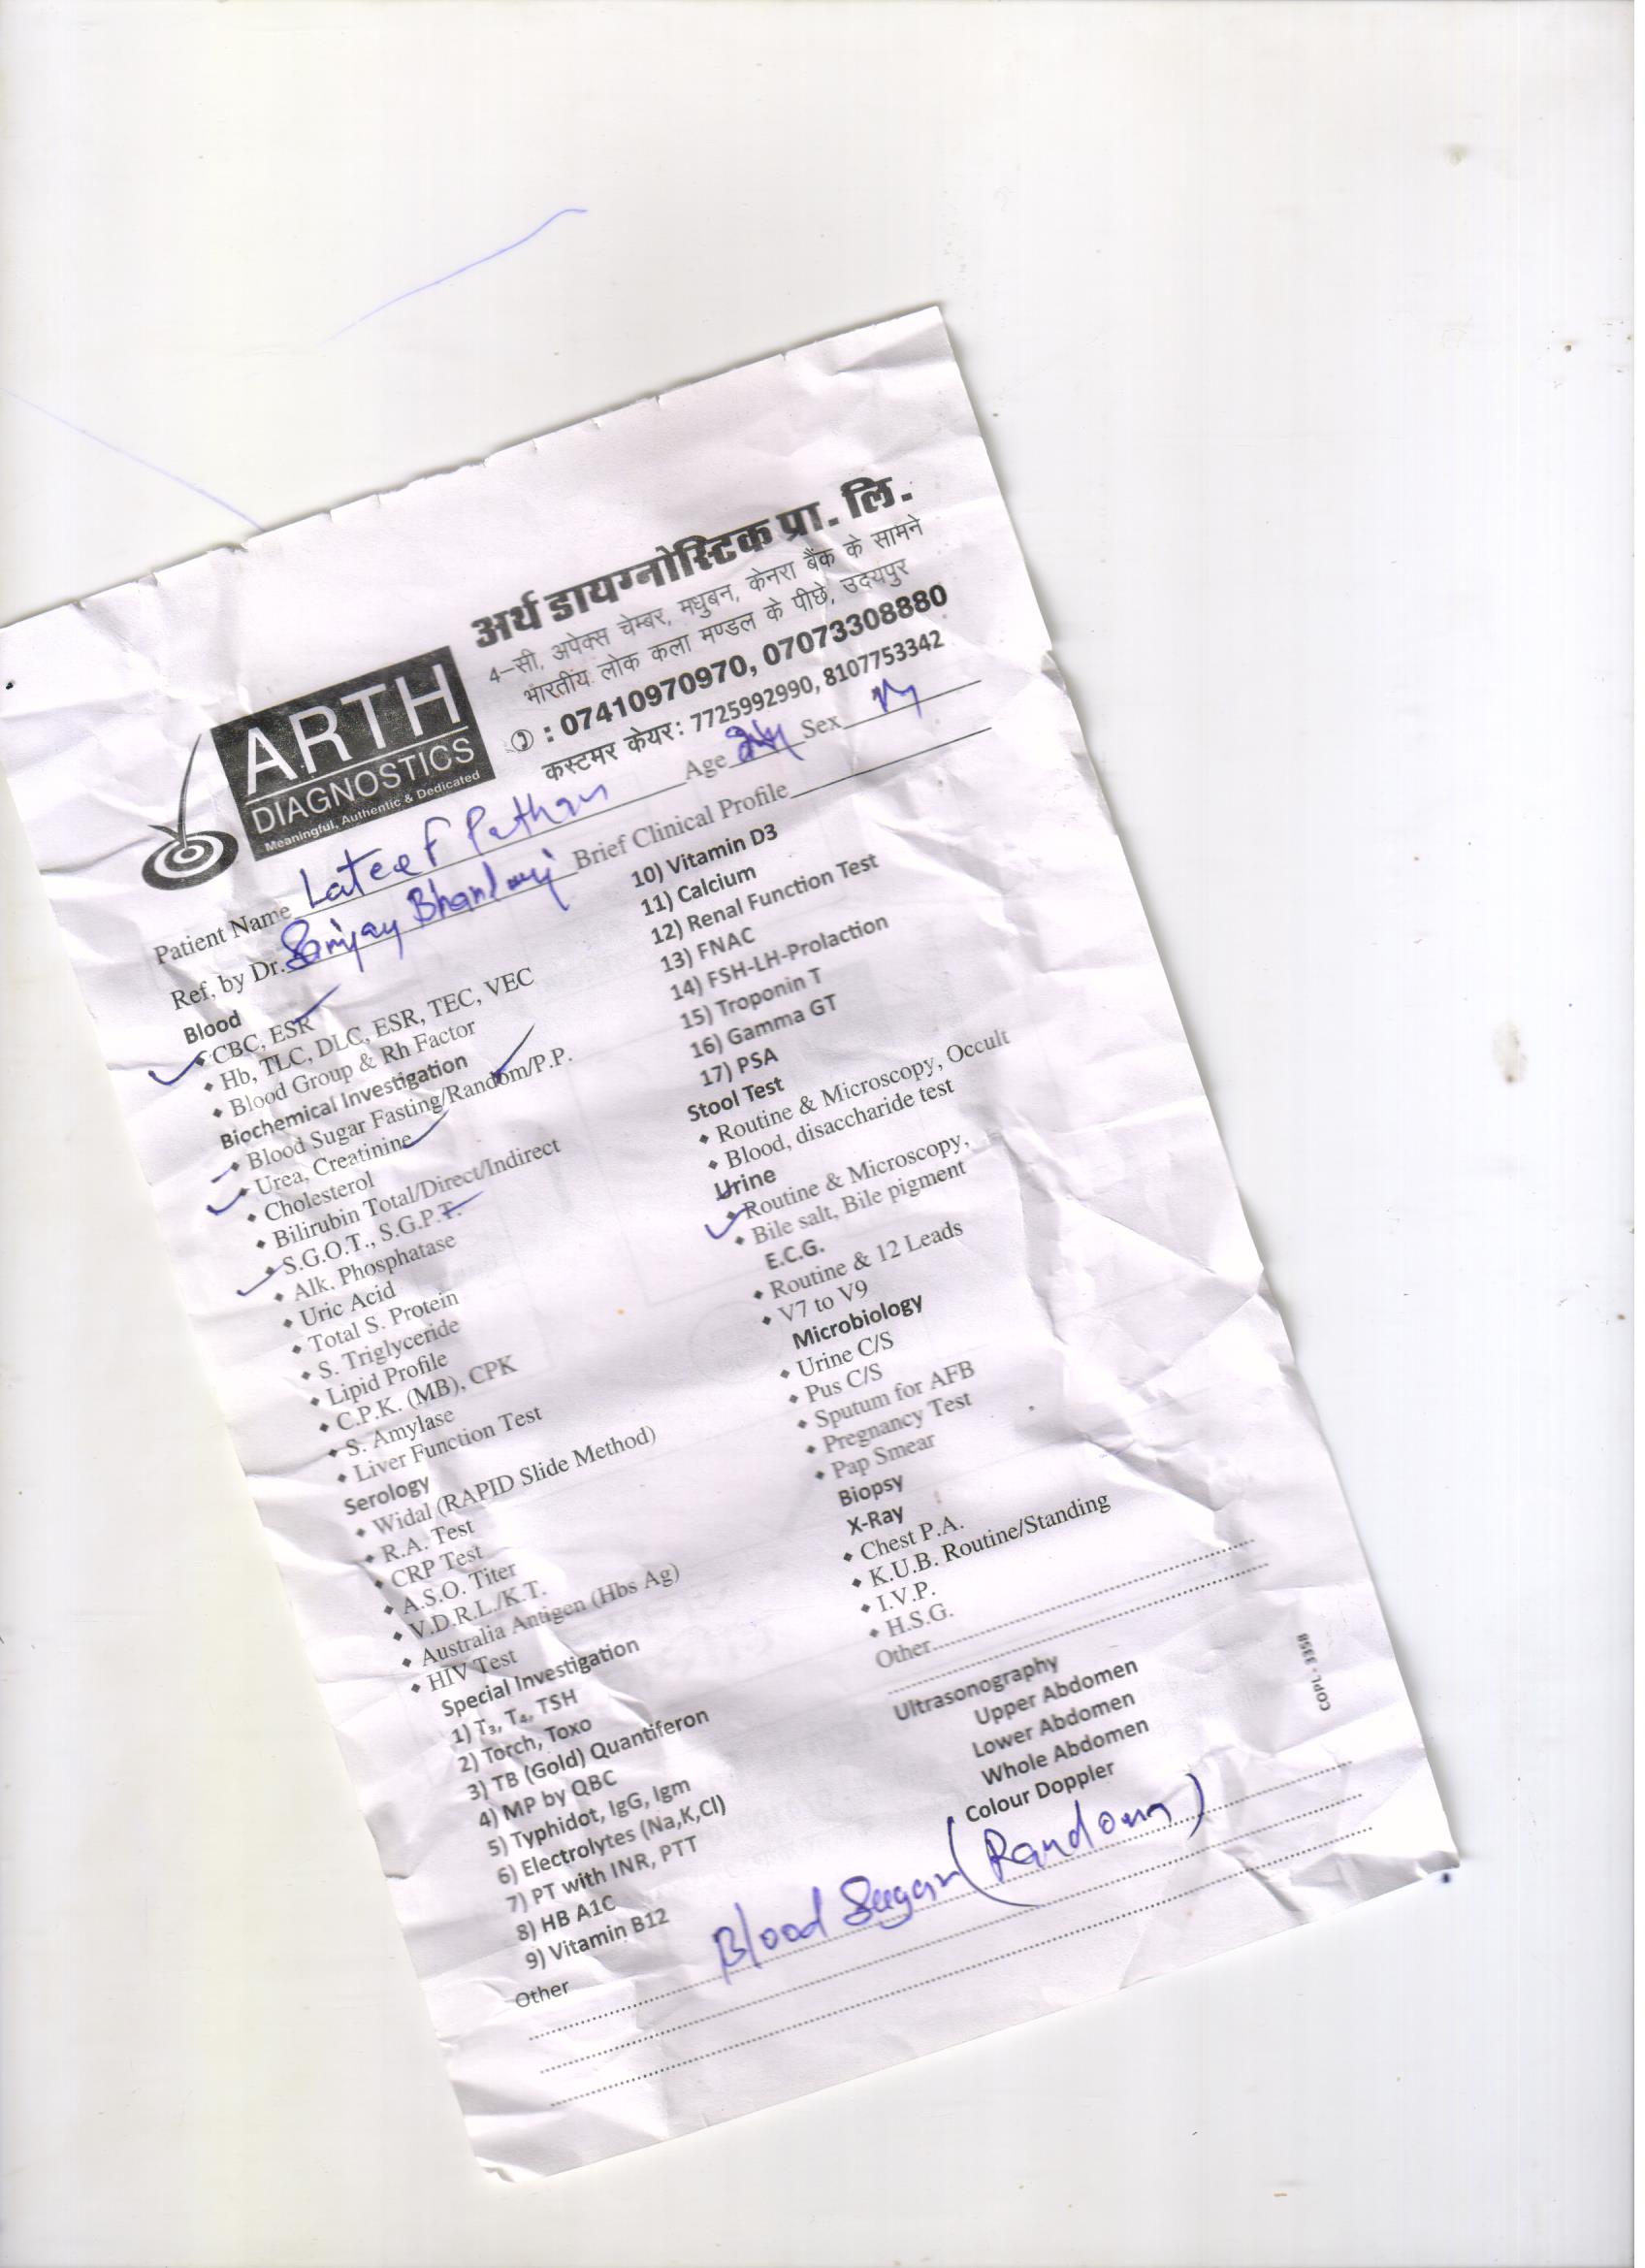 अर्थ डायग्नोस्टिक प्रा. लि.
4-सी, अपेक्स चेम्बर, मधुबन, केनरा बैंक के सामने
भारतीय लोक कला मण्डल के पीछे, उदयपुर
: 07410970970, 07073308880
कस्टमर केयर : 7725992990, 8107753342
ARTH
DIAGNOSTICS
Meaningful, Authentic & Dedicated
Patient Name Lateef Pathan Age Sex M
Ref, by Dr. Sanjay Bhandari Brief Clinical Profile
Blood
• CBC, ESR
• Hb, TLC, DLC, ESR, TEC, VEC
• Blood Group & Rh Factor
Biochemical Investigation
• Blood Sugar Fasting/Random/P.P.
• Urea, Creatinine
• Cholesterol
• Bilirubin Total/Direct/Indirect
• S.G.O.T., S.G.P.T.
• Alk. Phosphatase
• Uric Acid
• Total S. Protein
• S. Triglyceride
• Lipid Profile
• C.P.K. (MB), CPK
• S. Amylase
• Liver Function Test
Serology
• Widal (RAPID Slide Method)
• R.A. Test
• CRP Test
• A.S.O. Titer
• V.D.R.L./K.T.
• Australia Antigen (Hbs Ag)
• HIV Test
Special Investigation
1) T₃, T₄, TSH
2) Torch, Toxo
3) TB (Gold) Quantiferon
4) MP by QBC
5) Typhidot, IgG, Igm
6) Electrolytes (Na,K,Cl)
7) PT with INR, PTT
8) HB A1C
9) Vitamin B12
10) Vitamin D3
11) Calcium
12) Renal Function Test
13) FNAC
14) FSH-LH-Prolaction
15) Troponin T
16) Gamma GT
17) PSA
Stool Test
• Routine & Microscopy, Occult
• Blood, disaccharide test
Urine
• Routine & Microscopy,
• Bile salt, Bile pigment
E.C.G.
• Routine & 12 Leads
• V7 to V9
Microbiology
• Urine C/S
• Pus C/S
• Sputum for AFB
• Pregnancy Test
• Pap Smear
Biopsy
X-Ray
• Chest P.A.
• K.U.B. Routine/Standing
• I.V.P.
• H.S.G.
Other
Ultrasonography
Upper Abdomen
Lower Abdomen
Whole Abdomen
Colour Doppler
COPL - 3358
Other Blood Sugar (Random)